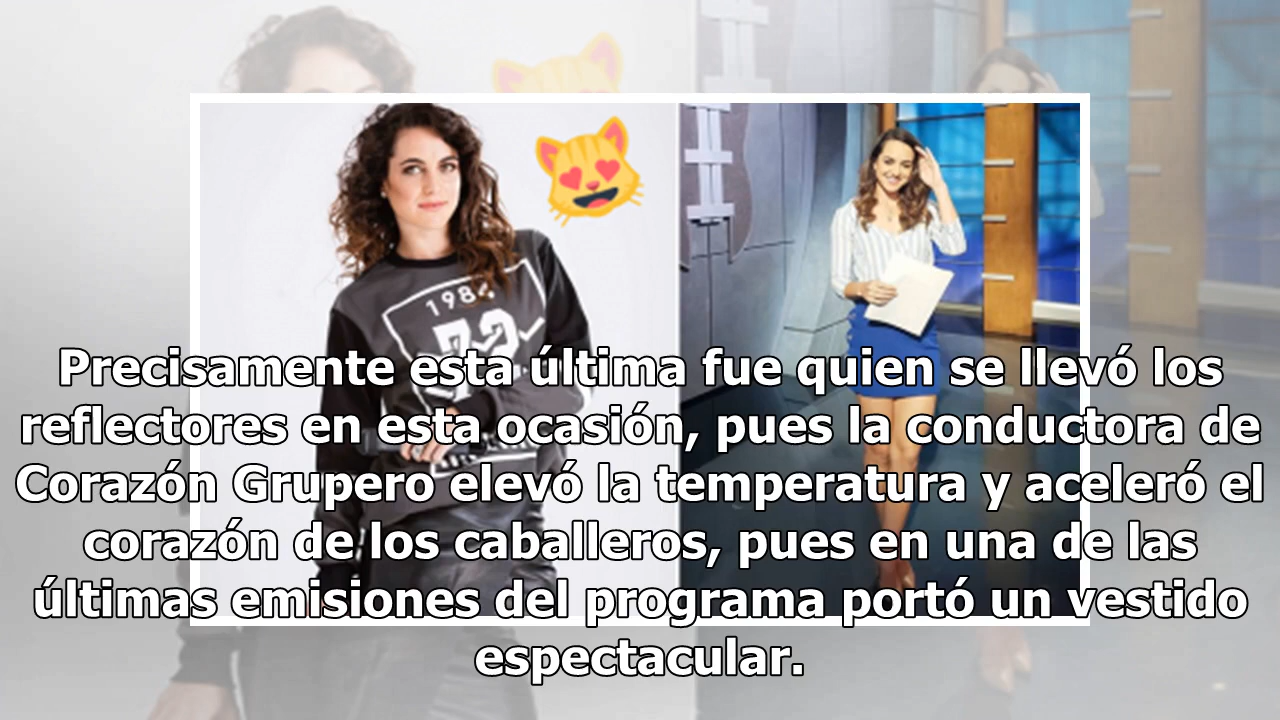 1984
Precisamente esta última fue quien se llevó los
reflectores en esta ocasión, pues la conductora de
Corazón Grupero elevó la temperatura y aceleró el
corazón de los caballeros, pues en una de las
últimas emisiones del programa portó un vestido
espectacular.